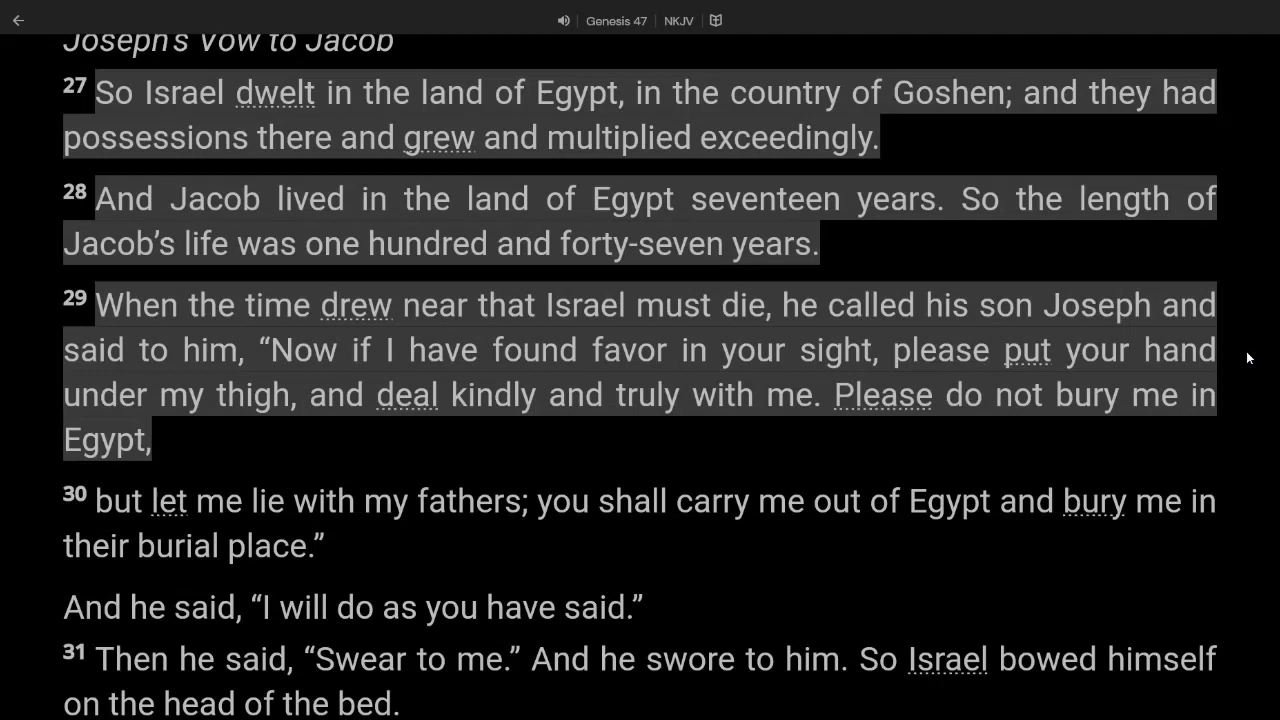 Genesis 47 NKJV
Joseph's Vow to Jacob
27 So Israel dwelt in the land of Egypt, in the country of Goshen; and they had
possessions there and grew and multiplied exceedingly.
28 And Jacob lived in the land of Egypt seventeen years. So the length of
Jacob’s life was one hundred and forty-seven years.
29 When the time drew near that Israel must die, he called his son Joseph and
said to him, “Now if I have found favor in your sight, please put your hand
under my thigh, and deal kindly and truly with me. Please do not bury me in
Egypt,
30 but let me lie with my fathers; you shall carry me out of Egypt and bury me in
their burial place.”
And he said, “I will do as you have said.”
31 Then he said, “Swear to me.” And he swore to him. So Israel bowed himself
on the head of the bed.